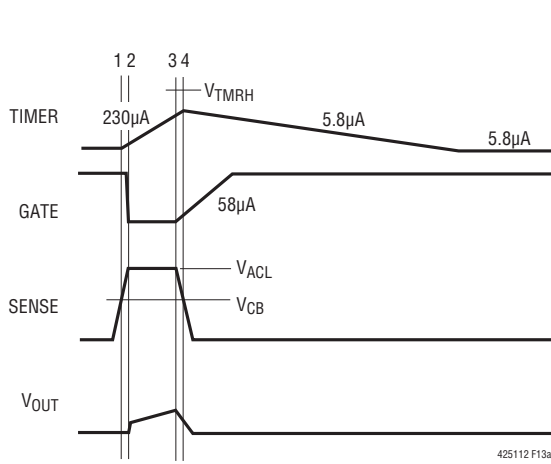 1 2 3 4
VTMRH
TIMER 230µA 5.8µA 5.8µA
GATE 58µA
VACL
SENSE VCB
VOUT
425112 F13a